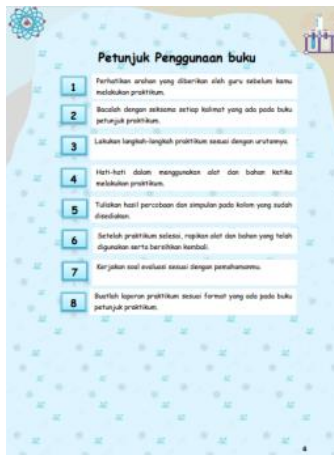 Petunjuk Penggunaan buku
1
Perhatikan arahan yang diberikan oleh guru sebelum kamu
melakukan praktikum.
2
Bacalah dengan seksama setiap kalimat yang ada pada buku
petunjuk praktikum.
3
Lakukan langkah-langkah praktikum sesuai dengan urutannya.
4
Hati-hati dalam menggunakan alat dan bahan ketika
melakukan praktikum.
5
Tuliskan hasil percobaan dan simpulan pada kolom yang sudah
disediakan.
6
Setelah praktikum selesai, rapikan alat dan bahan yang telah
digunakan serta bersihkan kembali.
7
Kerjakan soal evaluasi sesuai dengan pemahamanmu.
8
Buatlah laporan praktikum sesuai format yang ada pada buku
petunjuk praktikum.